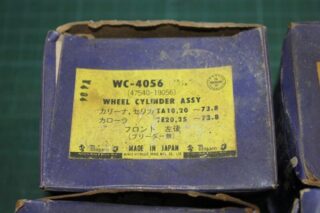 WC-4056
(47540-19056)
WHEEL CYLINDER ASSY
カリーナ、セリカ TA10,20 ～73.8
カローラ TE20,25 ～73.8
フロント 左後
(ブリーダー無)
MADE IN JAPAN